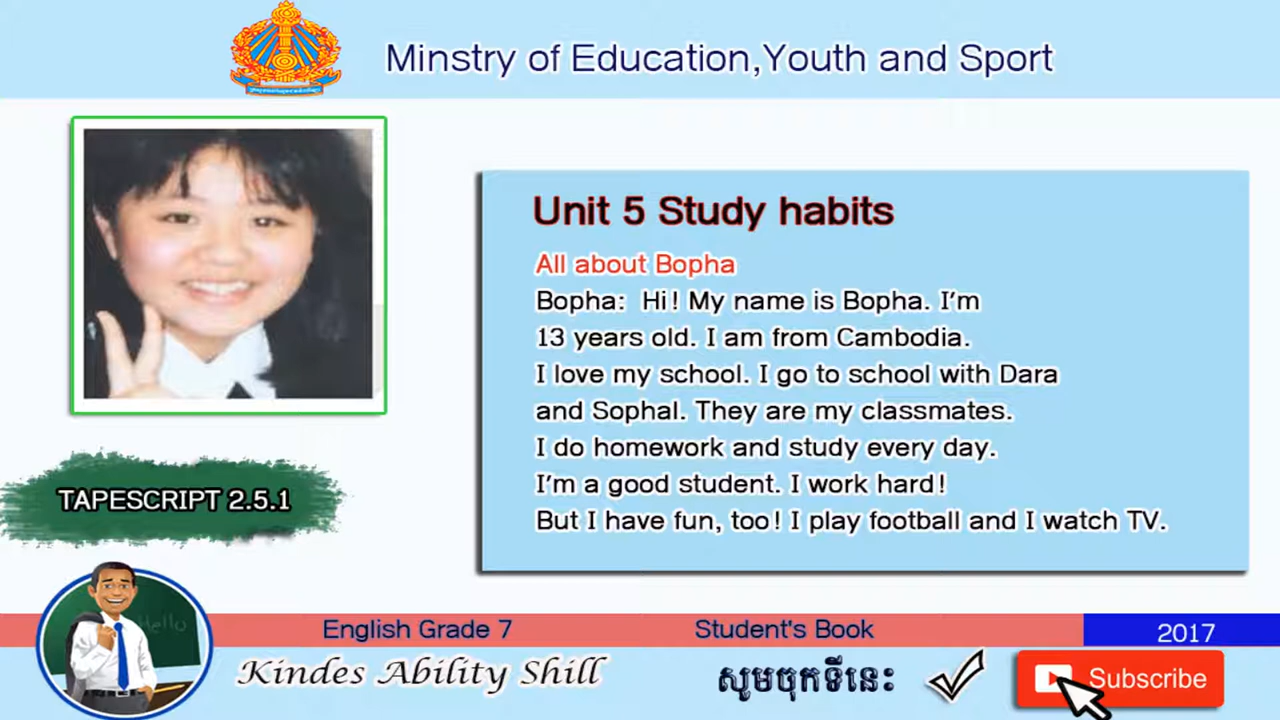 Minstry of Education,Youth and Sport
Unit 5 Study habits
All about Bopha
Bopha: Hi! My name is Bopha. I'm
13 years old. I am from Cambodia.
I love my school. I go to school with Dara
and Sophal. They are my classmates.
I do homework and study every day.
I'm a good student. I work hard!
But I have fun, too! I play football and I watch TV.
TAPESCRIPT 2.5.1
Hello
English Grade 7
Student's Book
2017
Kindes Ability Shill
សូមចុកទីនេះ
Subscribe